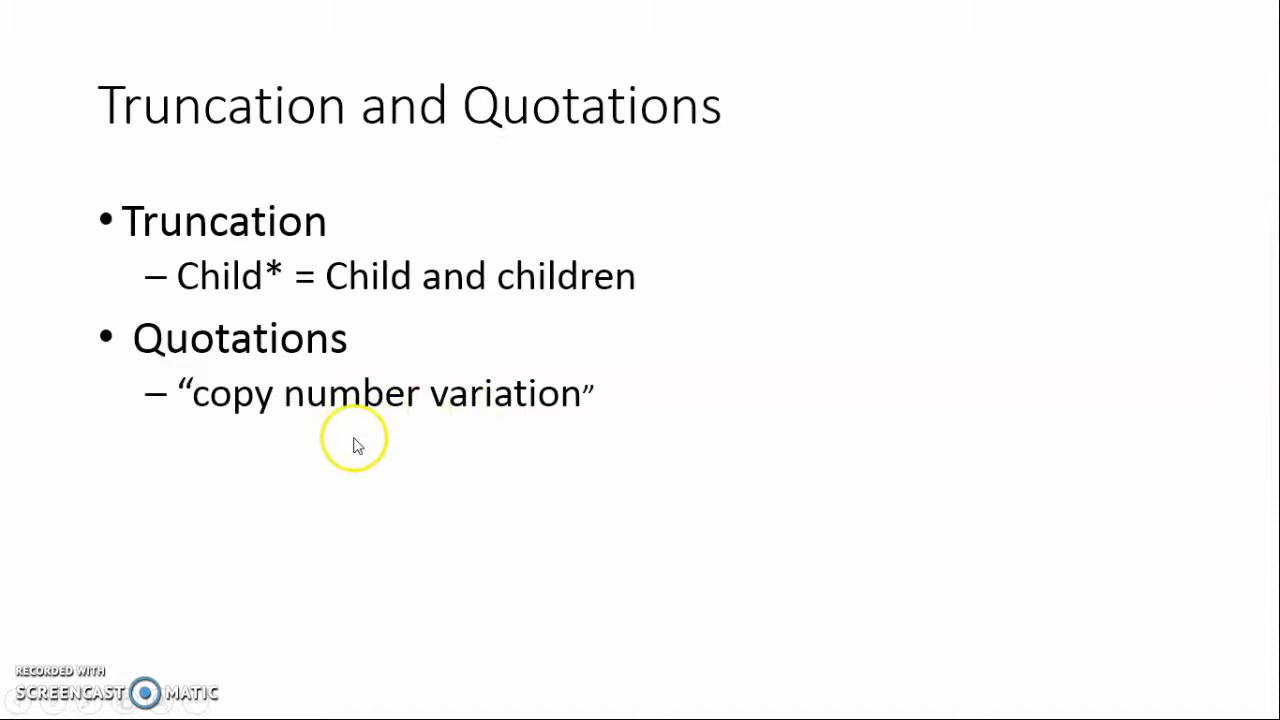 Truncation and Quotations
• Truncation
– Child* = Child and children
• Quotations
– “copy number variation”
RECORDED WITH
SCREENCAST MATIC